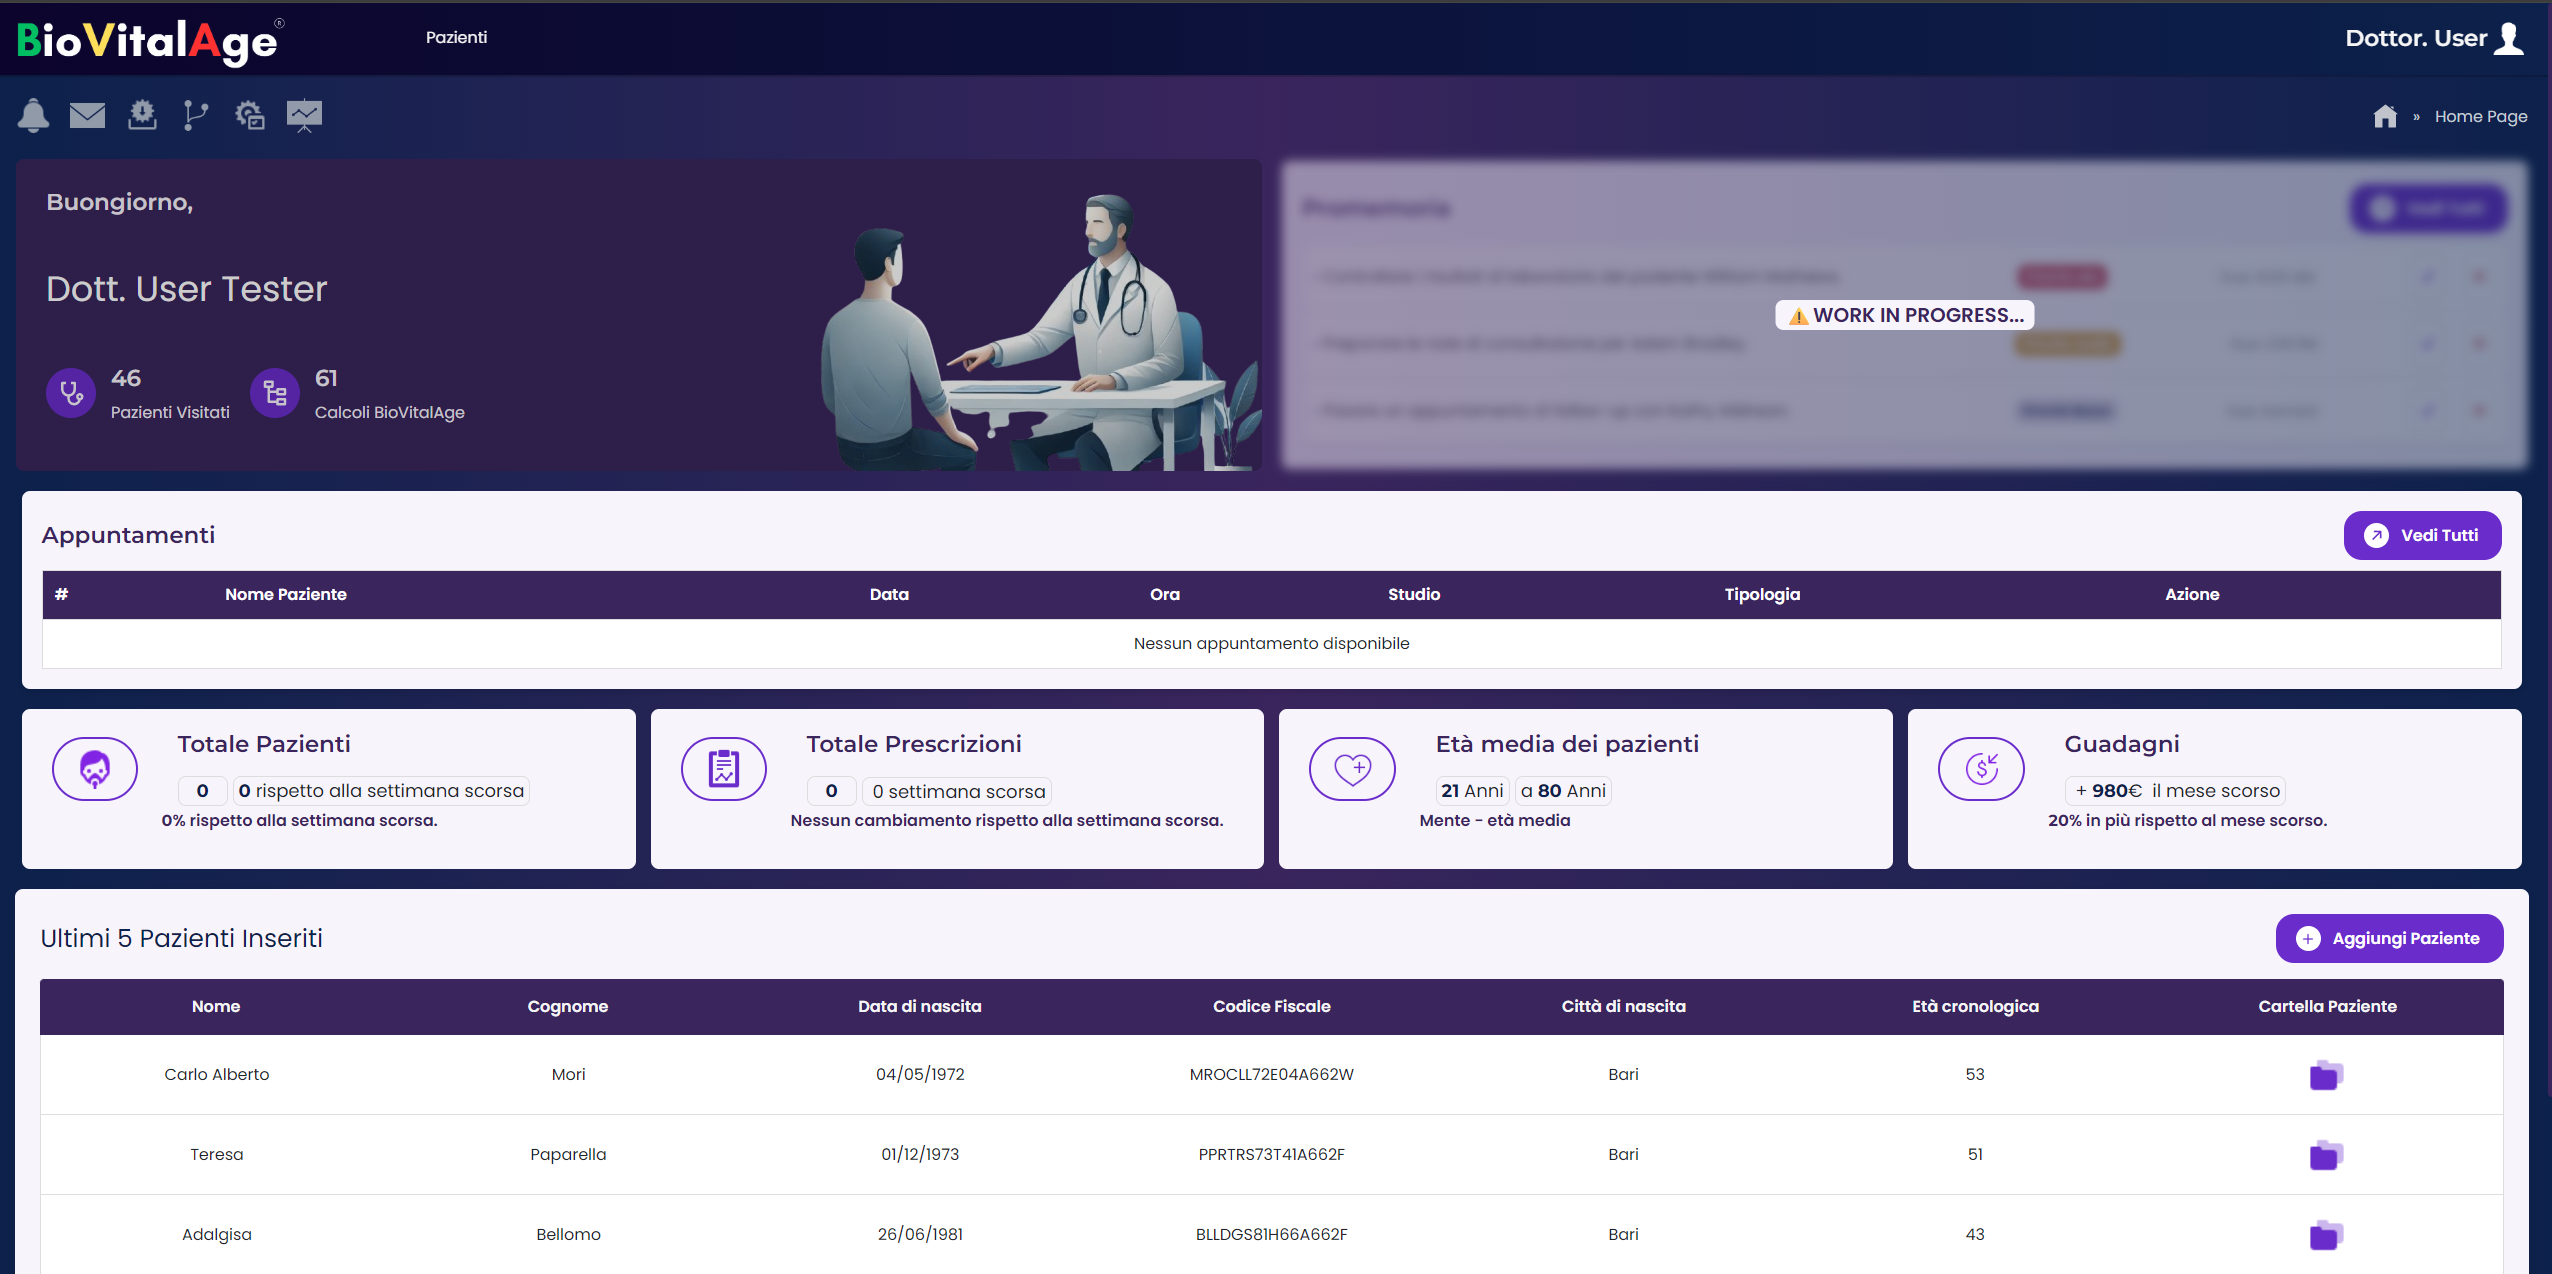 BioVitalAge®
Pazienti
Dottor. User
» Home Page
Buongiorno,
Dott. User Tester
46
Pazienti Visitati
61
Calcoli BioVitalAge
Promemoria
Vedi Tutti
⚠ WORK IN PROGRESS...
Appuntamenti
Vedi Tutti
# Nome Paziente Data Ora Studio Tipologia Azione
Nessun appuntamento disponibile
Totale Pazienti
0 0 rispetto alla settimana scorsa
0% rispetto alla settimana scorsa.
Totale Prescrizioni
0 0 settimana scorsa
Nessun cambiamento rispetto alla settimana scorsa.
Età media dei pazienti
21 Anni a 80 Anni
Mente - età media
Guadagni
+ 980€ il mese scorso
20% in più rispetto al mese scorso.
Ultimi 5 Pazienti Inseriti
Aggiungi Paziente
Nome Cognome Data di nascita Codice Fiscale Città di nascita Età cronologica Cartella Paziente
Carlo Alberto Mori 04/05/1972 MROCLL72E04A662W Bari 53
Teresa Paparella 01/12/1973 PPRTRS73T41A662F Bari 51
Adalgisa Bellomo 26/06/1981 BLLDGS81H66A662F Bari 43